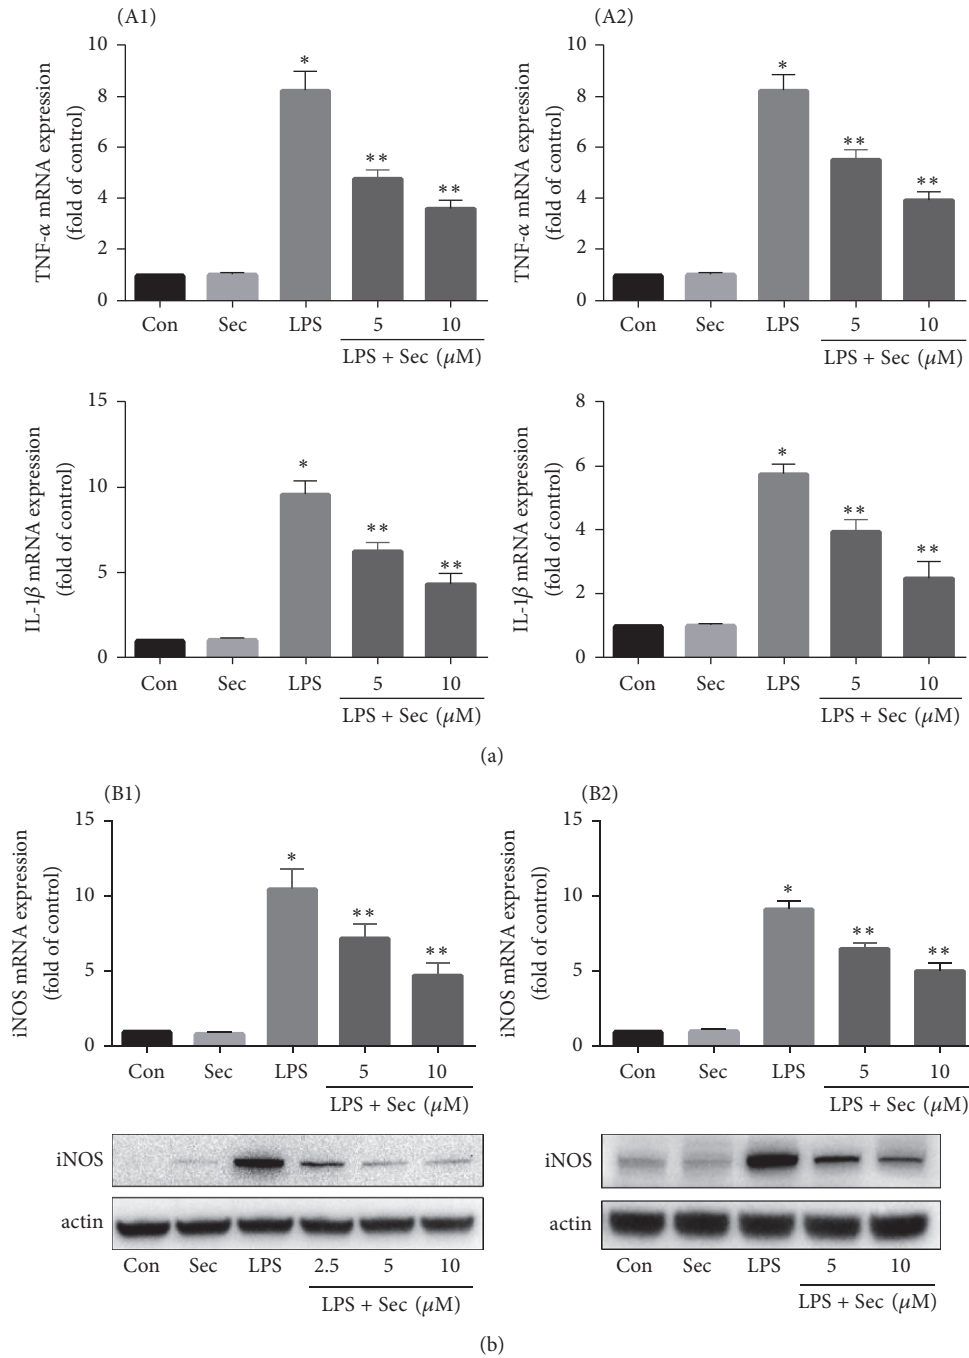 (A1)
TNF-α mRNA expression
(fold of control)
10
8
6
4
2
0
*
**
**
Con Sec LPS 5 10
LPS + Sec (μM)
(A2)
TNF-α mRNA expression
(fold of control)
10
8
6
4
2
0
*
**
**
Con Sec LPS 5 10
LPS + Sec (μM)
IL-1β mRNA expression
(fold of control)
15
10
5
0
*
**
**
Con Sec LPS 5 10
LPS + Sec (μM)
IL-1β mRNA expression
(fold of control)
8
6
4
2
0
*
**
**
Con Sec LPS 5 10
LPS + Sec (μM)
(a)
(B1)
iNOS mRNA expression
(fold of control)
15
10
5
0
*
**
**
Con Sec LPS 5 10
LPS + Sec (μM)
iNOS
actin
Con Sec LPS 2.5 5 10
LPS + Sec (μM)
(B2)
iNOS mRNA expression
(fold of control)
15
10
5
0
*
**
**
Con Sec LPS 5 10
LPS + Sec (μM)
iNOS
actin
Con Sec LPS 5 10
LPS + Sec (μM)
(b)